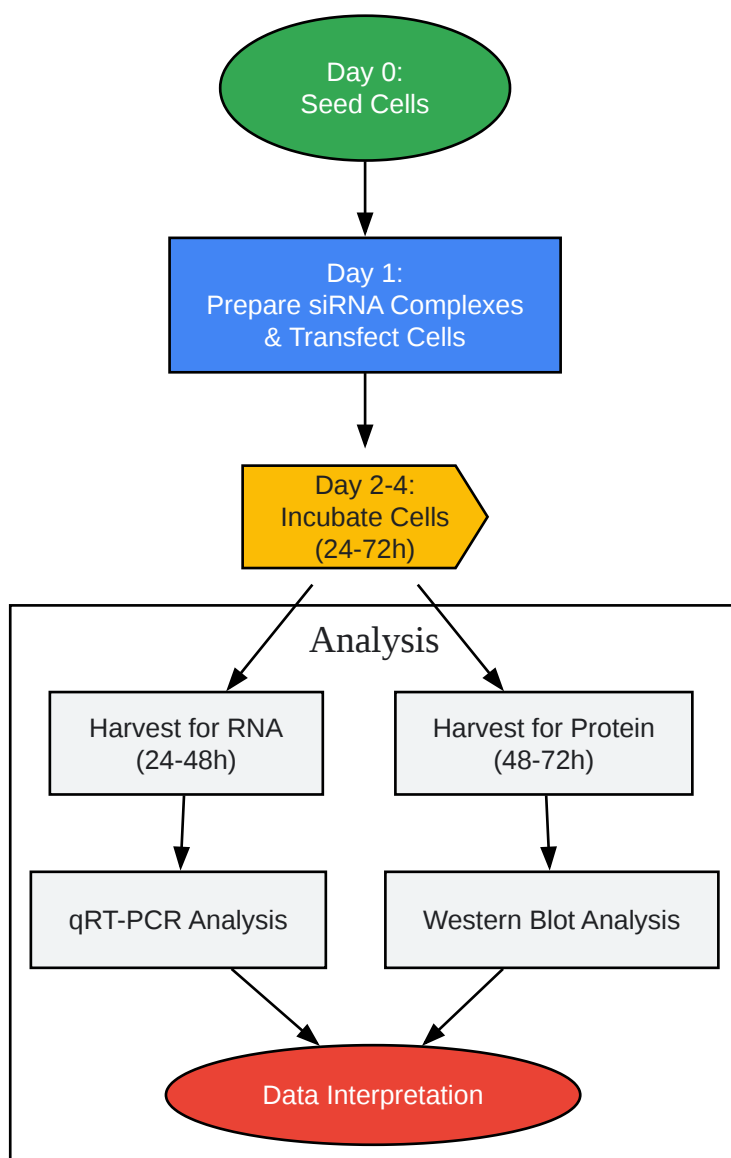 Day 0:
Seed Cells
Day 1:
Prepare siRNA Complexes
& Transfect Cells
Day 2-4:
Incubate Cells
(24-72h)
Analysis
Harvest for RNA
(24-48h)
Harvest for Protein
(48-72h)
qRT-PCR Analysis
Western Blot Analysis
Data Interpretation